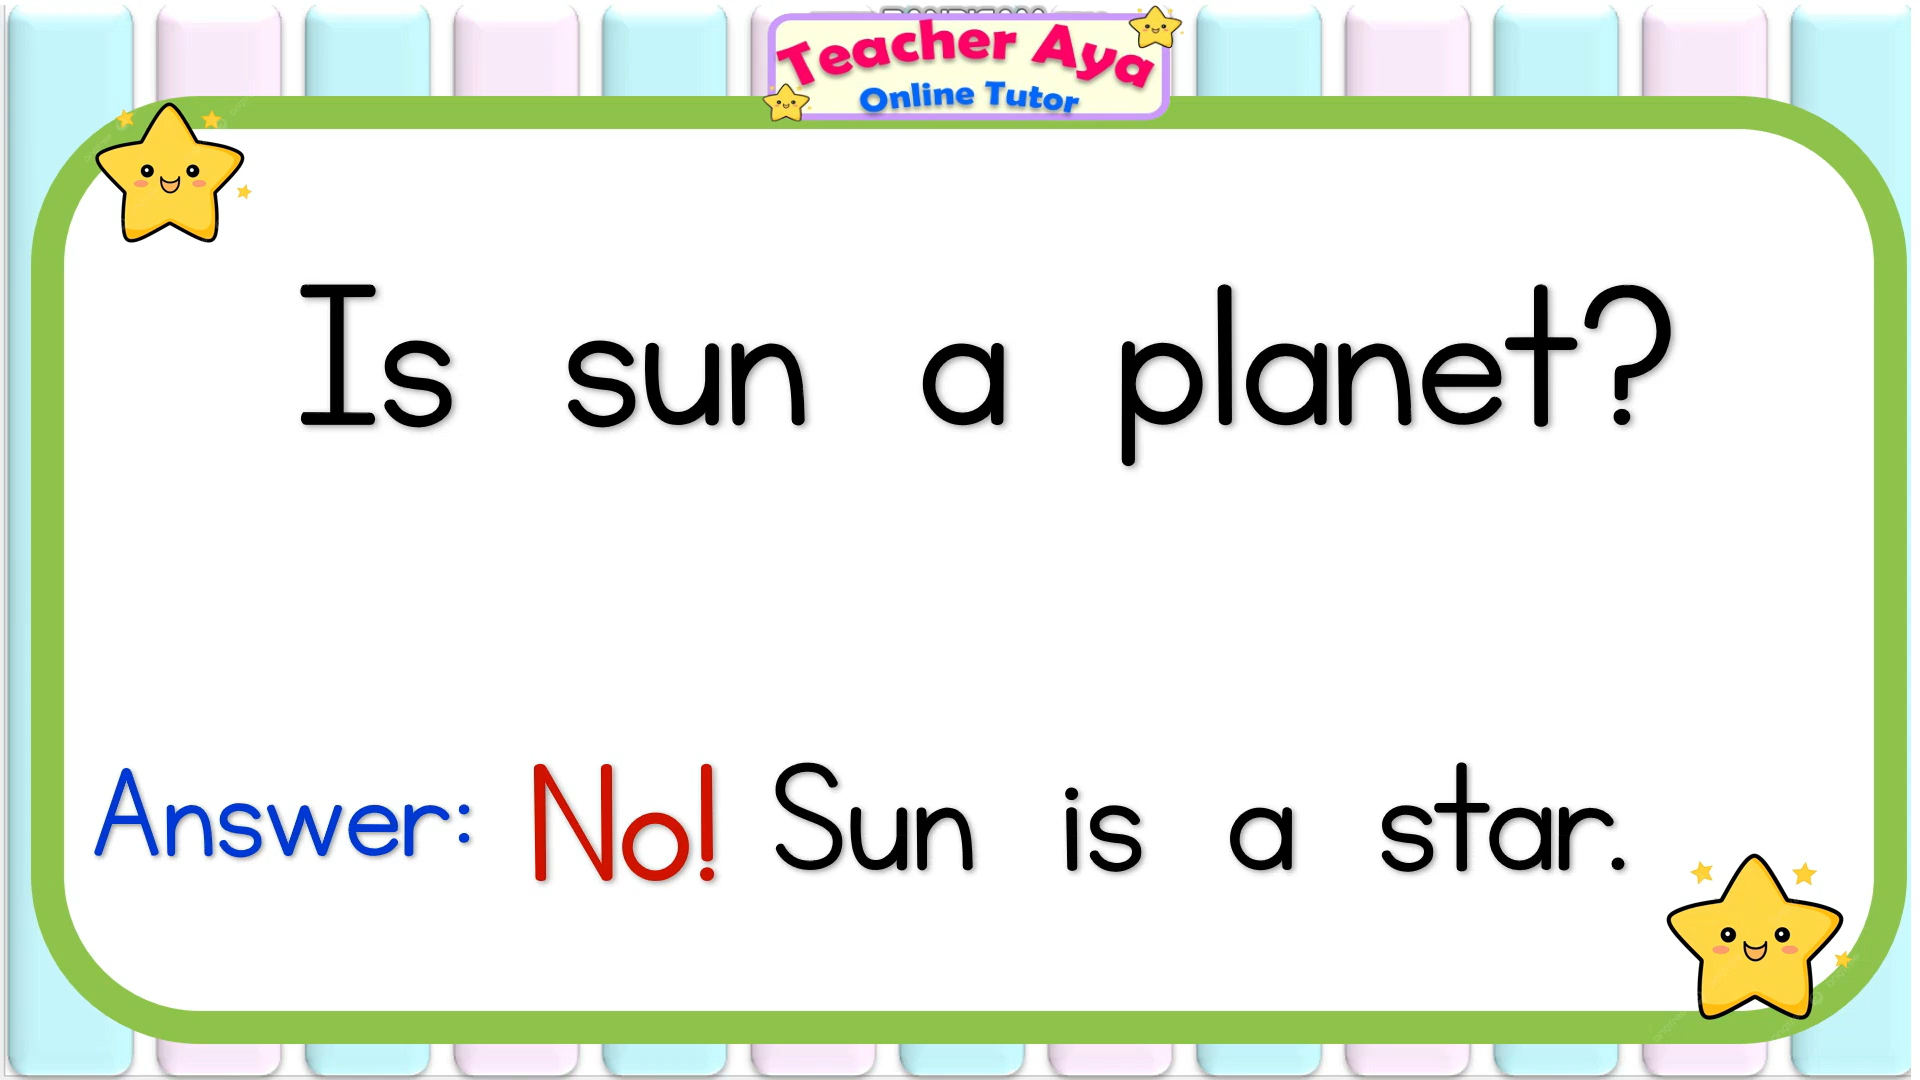 Teacher Aya
Online Tutor
Is sun a planet?
Answer: No! Sun is a star.